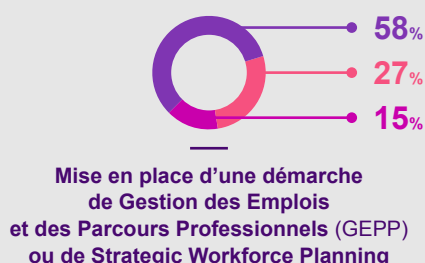 58%
27%
15%
Mise en place d'une démarche
de Gestion des Emplois
et des Parcours Professionnels (GEPP)
ou de Strategic Workforce Planning